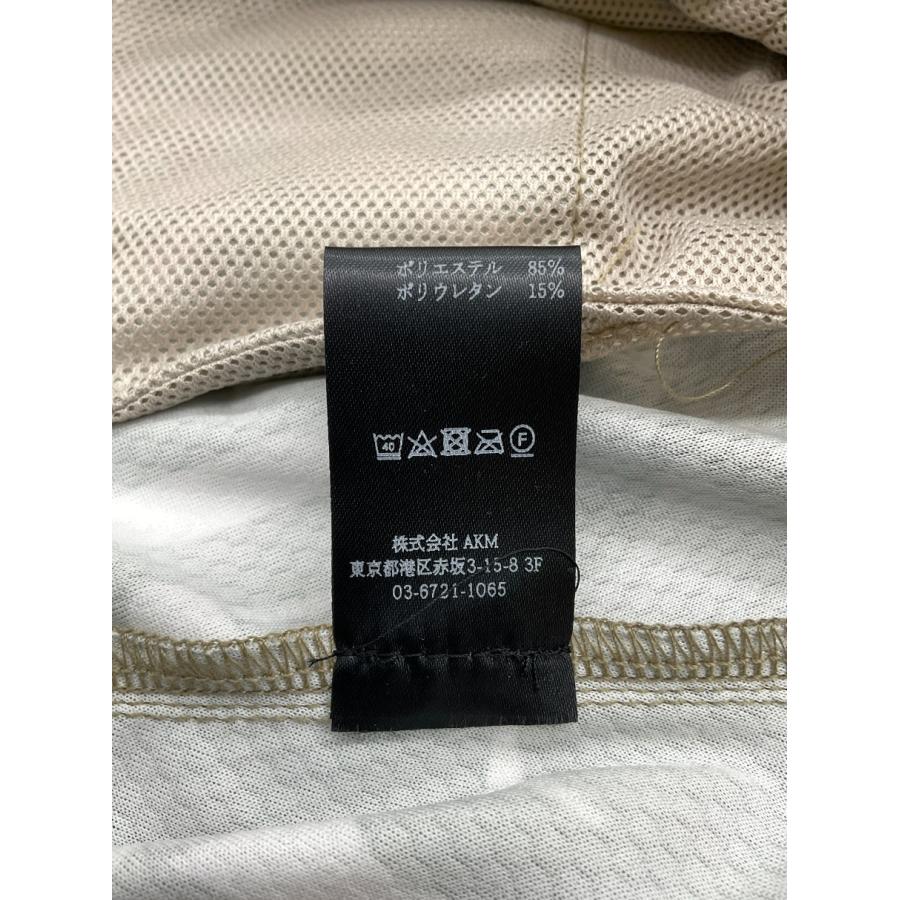 ポリエステル 85%
ポリウレタン 15%
40 F
株式会社 AKM
東京都港区赤坂3-15-8 3F
03-6721-1065